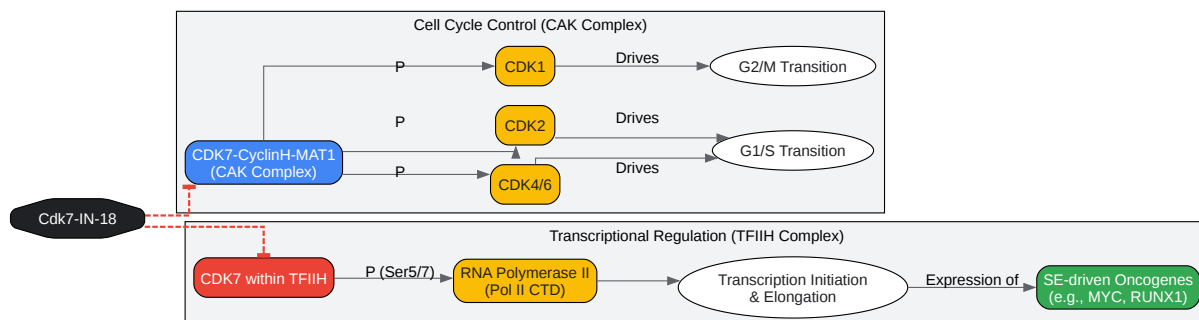 Cell Cycle Control (CAK Complex)
P
CDK1
Drives
G2/M Transition
P
CDK2
Drives
CDK7-CyclinH-MAT1
(CAK Complex)
G1/S Transition
P
CDK4/6
Drives
Cdk7-IN-18
Transcriptional Regulation (TFIIH Complex)
CDK7 within TFIIH
P (Ser5/7)
RNA Polymerase II
(Pol II CTD)
Transcription Initiation
& Elongation
Expression of
SE-driven Oncogenes
(e.g., MYC, RUNX1)